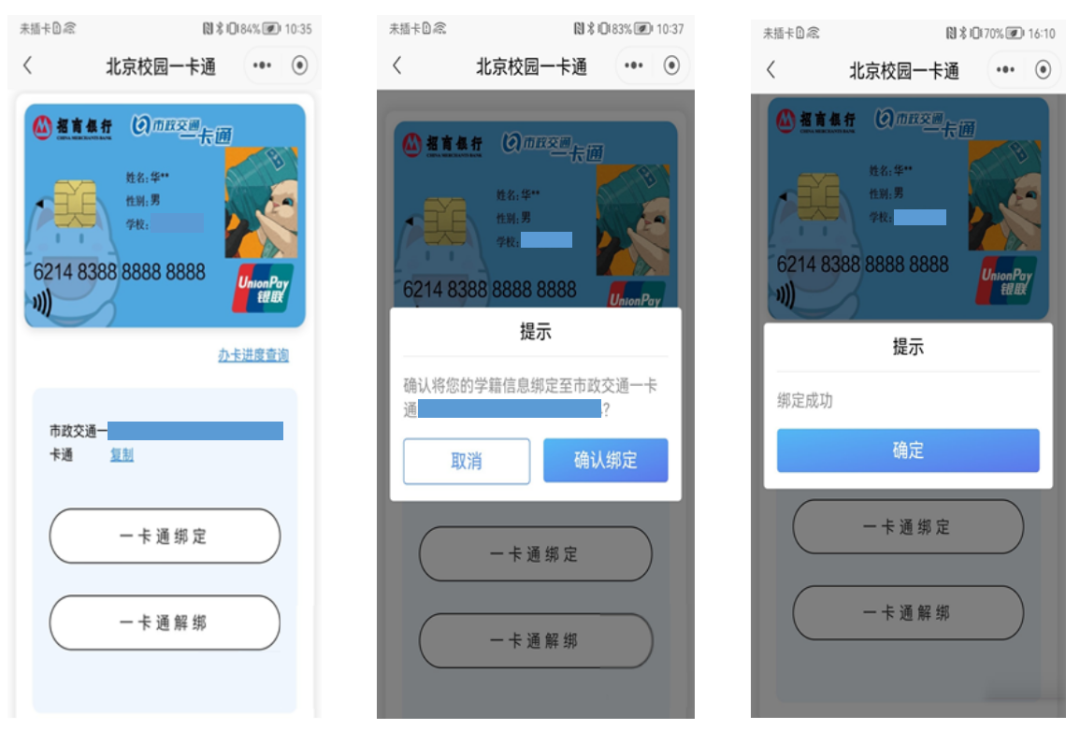 未插卡 84% 10:35
北京校园一卡通
招商银行 市政交通一卡通
CHINA MERCHANTS BANK
姓名:华**
性别:男
学校:
6214 8388 8888 8888
UnionPay
银联
办卡进度查询
市政交通一
卡通 复制
一卡通绑定
一卡通解绑
未插卡 83% 10:37
北京校园一卡通
招商银行 市政交通一卡通
CHINA MERCHANTS BANK
姓名:华**
性别:男
学校:
6214 8388 8888 8888
UnionPay
提示
确认将您的学籍信息绑定至市政交通一卡
通 ?
取消 确认绑定
一卡通绑定
一卡通解绑
未插卡 70% 16:10
北京校园一卡通
招商银行 市政交通一卡通
CHINA MERCHANTS BANK
姓名:华**
性别:男
学校:
6214 8388 8888 8888
UnionPay
银联
提示
绑定成功
确定
一卡通绑定
一卡通解绑